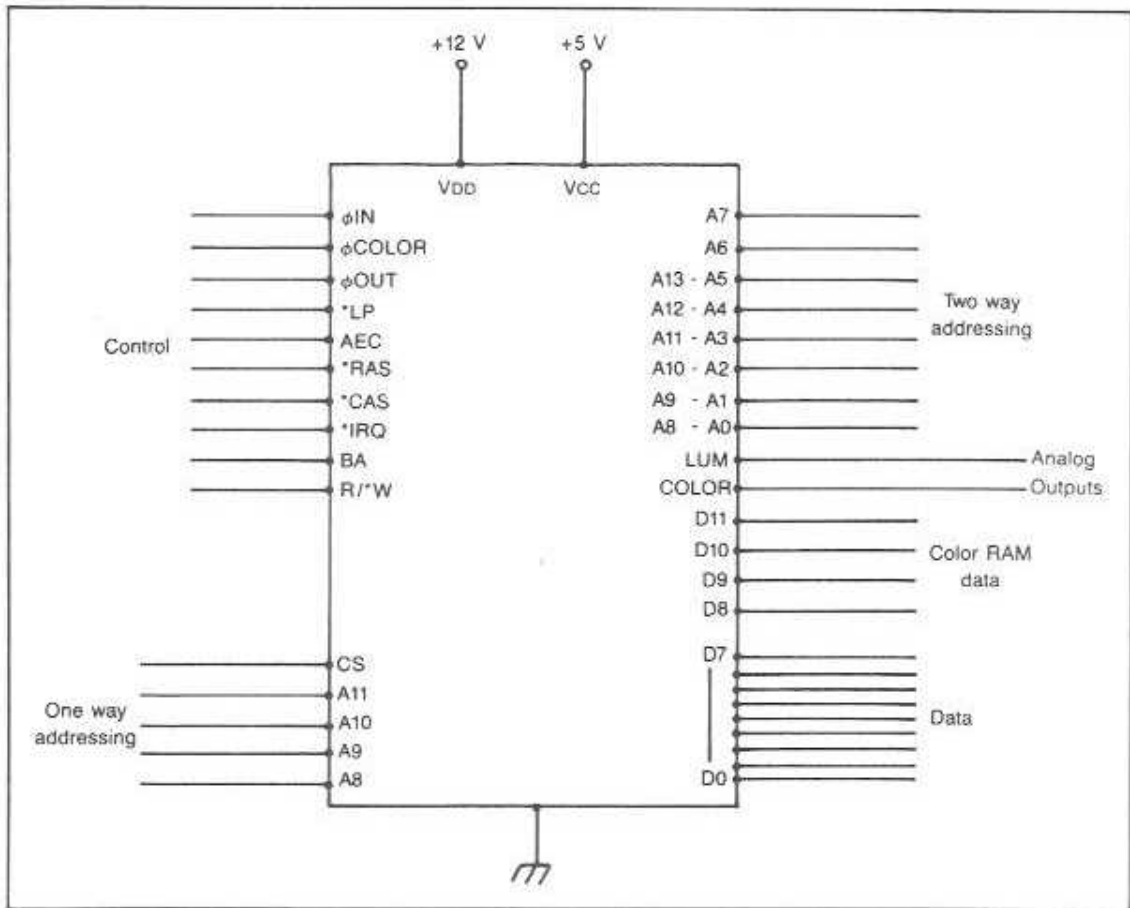 +12 V
+5 V
VDD
VCC
φIN
φCOLOR
φOUT
*LP
AEC
*RAS
*CAS
*IRQ
BA
R/*W
Control
CS
A11
A10
A9
A8
One way
addressing
A7
A6
A13 - A5
A12 - A4
A11 - A3
A10 - A2
A9 - A1
A8 - A0
Two way
addressing
LUM
COLOR
Analog
Outputs
D11
D10
D9
D8
Color RAM
data
D7
D0
Data